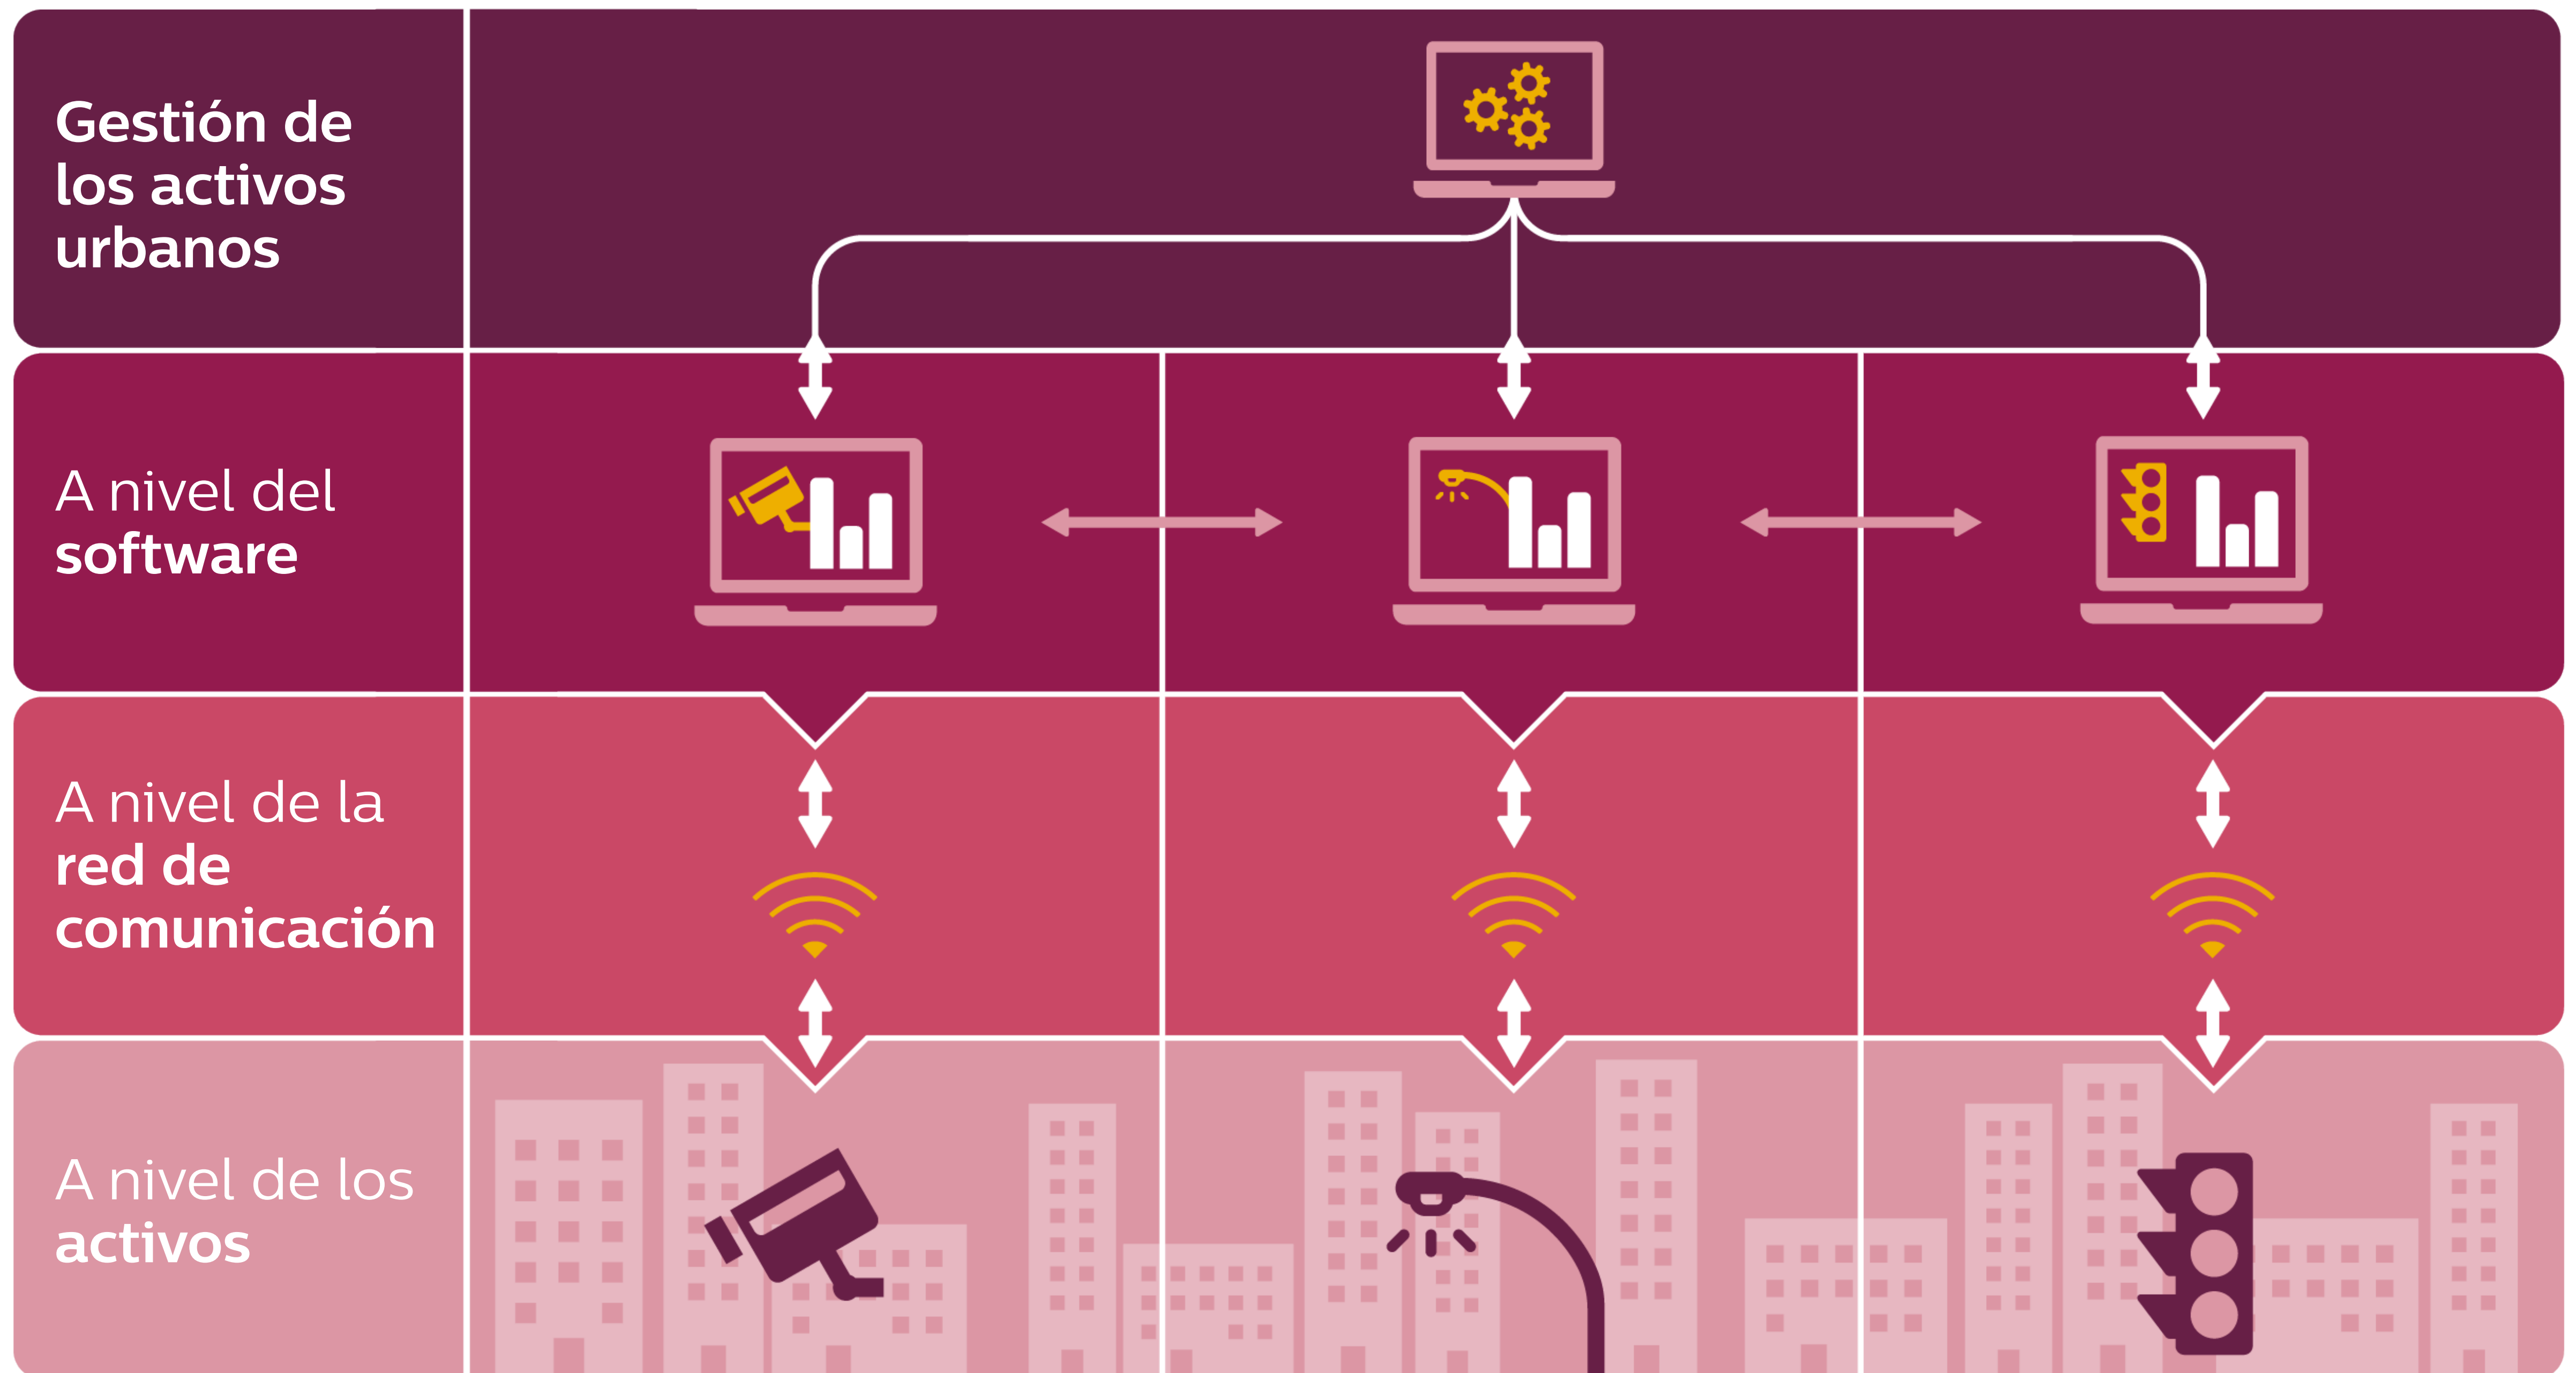 Gestión de
los activos
urbanos
A nivel del
software
A nivel de la
red de
comunicación
A nivel de los
activos